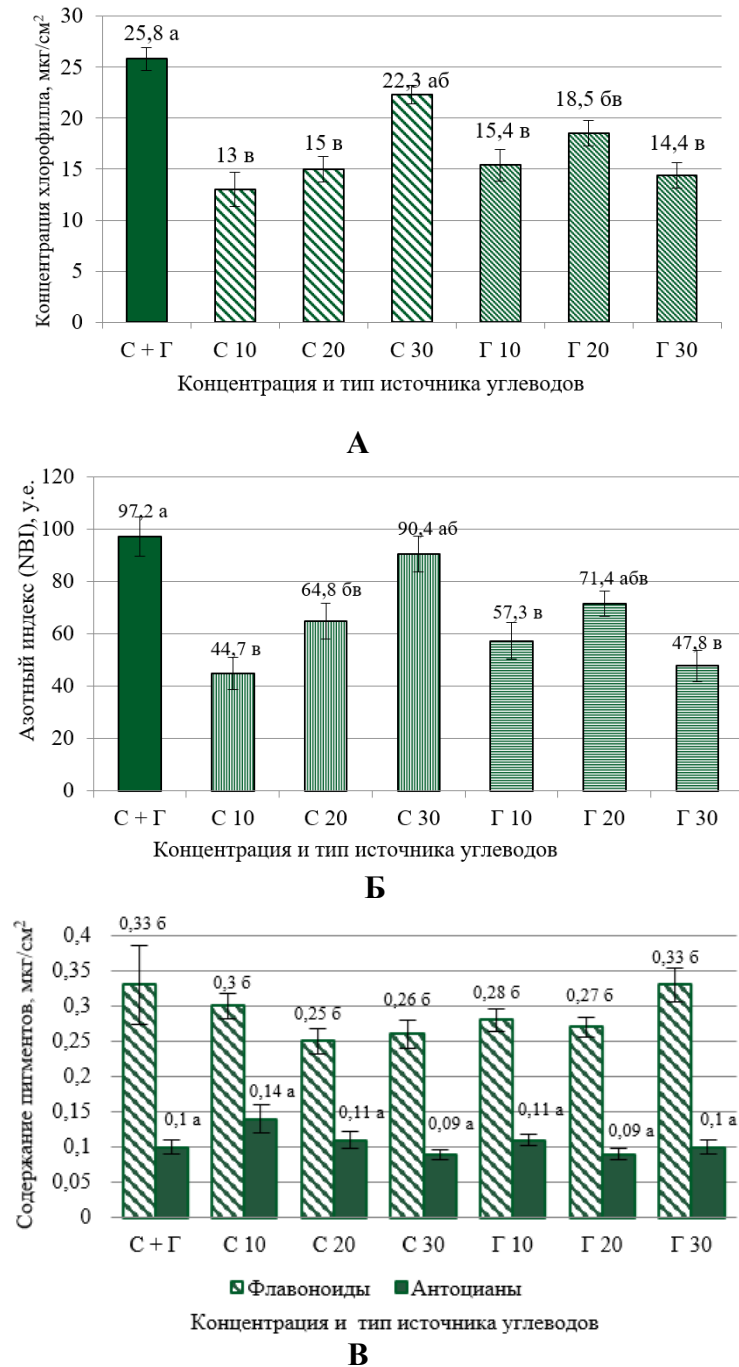 Концентрация хлорофилла, мкг/см²
30
25
20
15
10
5
0
25,8 а
13 в
15 в
22,3 аб
15,4 в
18,5 бв
14,4 в
С + Г С 10 С 20 С 30 Г 10 Г 20 Г 30
Концентрация и тип источника углеводов
А
Азотный индекс (NBI), у.е.
120
100
80
60
40
20
0
97,2 а
44,7 в
64,8 бв
90,4 аб
57,3 в
71,4 абв
47,8 в
С + Г С 10 С 20 С 30 Г 10 Г 20 Г 30
Концентрация и тип источника углеводов
Б
Содержание пигментов, мкг/см²
0,4
0,35
0,3
0,25
0,2
0,15
0,1
0,05
0
0,33 б
0,1 а
0,3 б
0,14 а
0,25 б
0,11 а
0,26 б
0,09 а
0,28 б
0,11 а
0,27 б
0,09 а
0,33 б
0,1 а
С + Г С 10 С 20 С 30 Г 10 Г 20 Г 30
Флавоноиды Антоцианы
Концентрация и тип источника углеводов
В